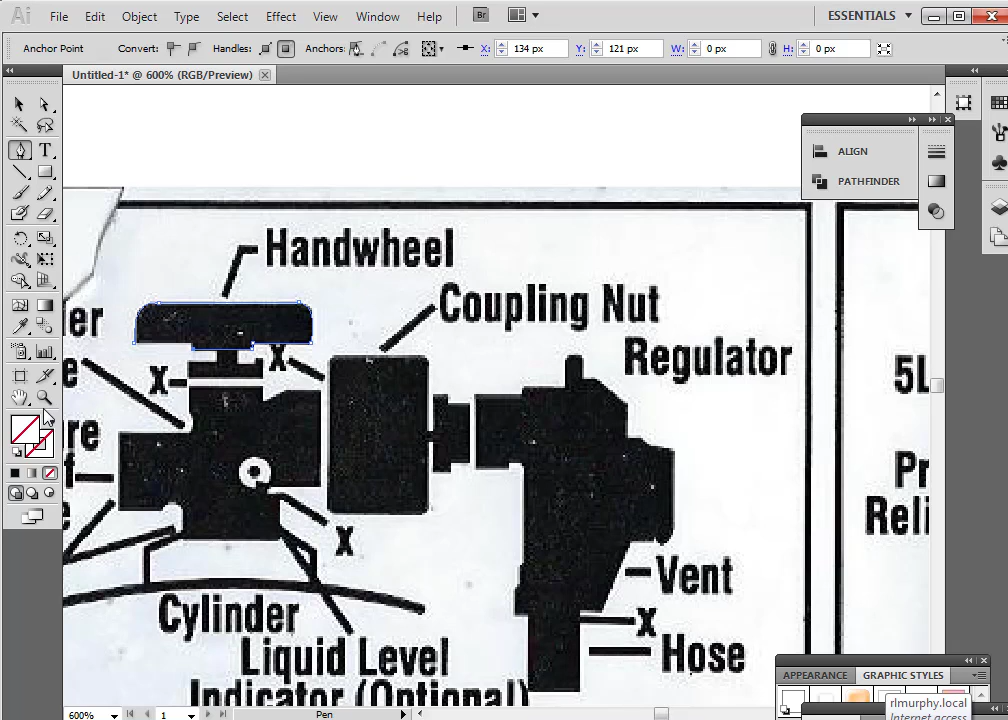 Ai File Edit Object Type Select Effect View Window Help Br ESSENTIALS
Anchor Point Convert: Handles: Anchors: X: 134 px Y: 121 px W: 0 px H: 0 px
Untitled-1* @ 600% (RGB/Preview)
ALIGN
PATHFINDER
Handwheel
Coupling Nut
er
Regulator
X
e
X
5L
re
f
Pr
e
Reli
X
Vent
Cylinder
X
Hose
Liquid Level
Indicator (Optional)
APPEARANCE GRAPHIC STYLES
rlmurphy.local
Internet access
600% 1 Pen